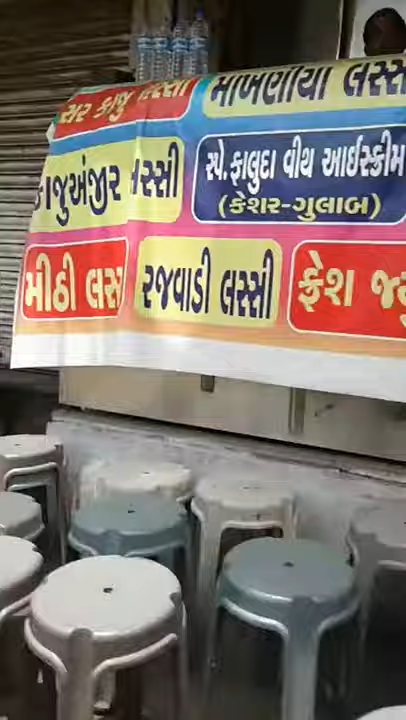 સર કાજુ લસ્સી
માખણીયા લસ્સ
કાજુઅંજીર લસ્સી
સ્પે. ફાલુદા વીથ આઈસ્ક્રીમ
(કેશર-ગુલાબ)
મીઠી લસ
રજવાડી લસ્સી
ફ્રેશ જ્